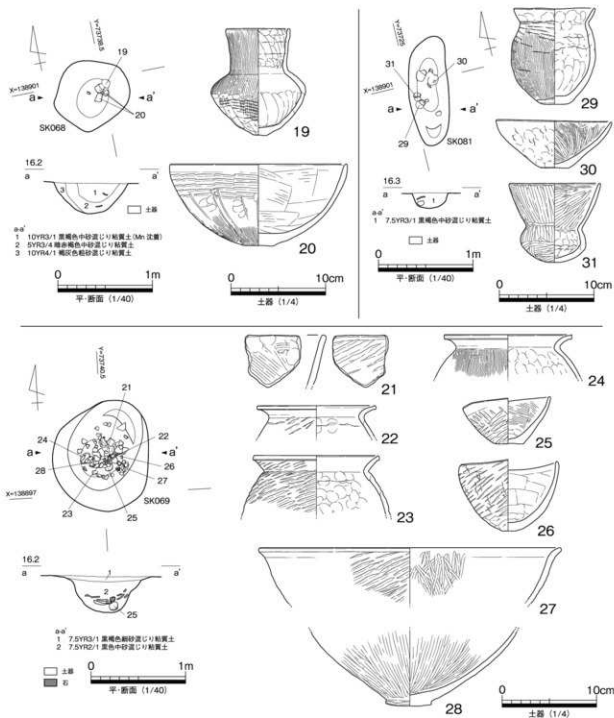 Y=73738.5
X=138901
19
20
a
a'
SK068
16.2
a
a'
3
1
2
土器
a-a'
1 10YR3/1 黒褐色中砂混じり粘質土(Mn 沈着)
2 5YR3/4 暗赤褐色中砂混じり粘質土
3 10YR4/1 褐灰色粗砂混じり粘質土
0
1m
平・断面 (1/40)
19
20
0
10cm
土器 (1/4)
Y=73725
X=138901
31
30
a
a'
29
SK081
16.3
a
a'
1
a-a'
1 7.5YR3/1 黒褐色中砂混じり粘質土
土器
0
1m
平・断面 (1/40)
29
30
31
0
10cm
土器 (1/4)
Y=73740.5
X=138897
21
24
22
a
a'
28
26
27
23
25
SK069
16.2
a
a'
1
2
25
a-a'
1 7.5YR3/1 黒褐色細砂混じり粘質土
2 7.5YR2/1 黒色中砂混じり粘質土
土器
石
0
1m
平・断面 (1/40)
21
22
23
24
25
26
27
28
0
10cm
土器 (1/4)